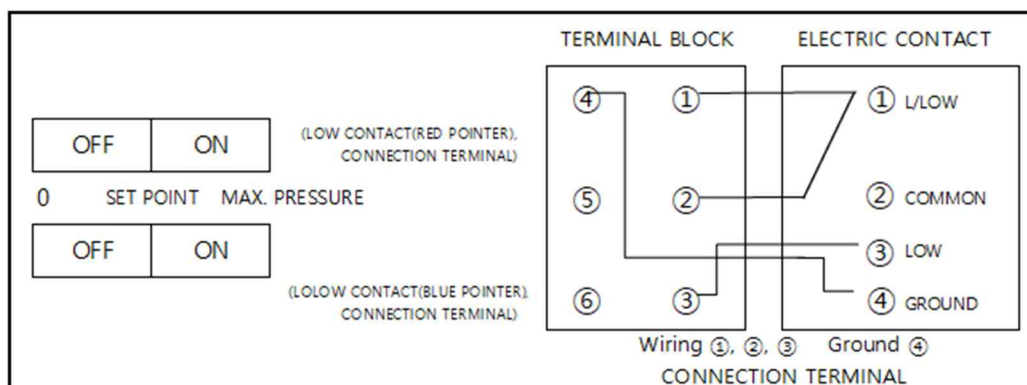 TERMINAL BLOCK ELECTRIC CONTACT
④ ① ① L/LOW
OFF ON (LOW CONTACT(RED POINTER),
CONNECTION TERMINAL)
0 SET POINT MAX. PRESSURE
⑤ ② ② COMMON
OFF ON
③ LOW
(LOLOW CONTACT(BLUE POINTER),
CONNECTION TERMINAL)
⑥ ③ ④ GROUND
Wiring ①, ②, ③ Ground ④
CONNECTION TERMINAL